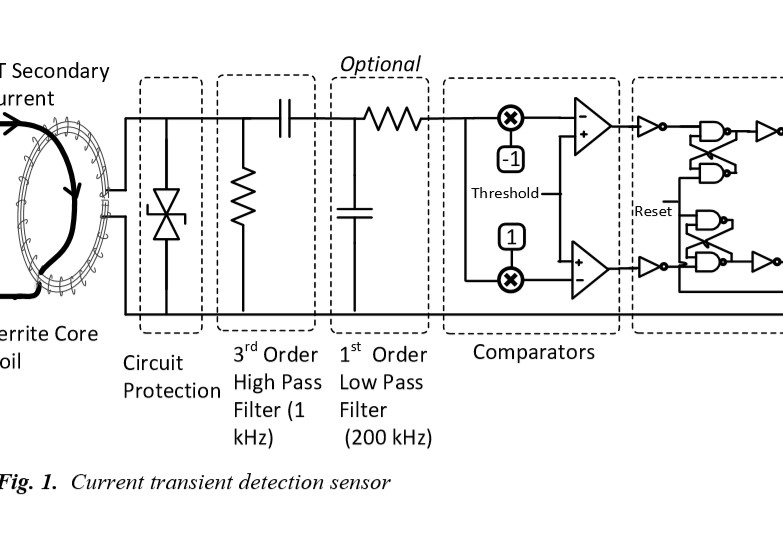 Optional
T Secondary
urrent
-1
Threshold
1
Reset
errite Core
oil
Circuit
Protection
3rd Order
High Pass
Filter (1
kHz)
1st Order
Low Pass
Filter
(200 kHz)
Comparators
Fig. 1. Current transient detection sensor